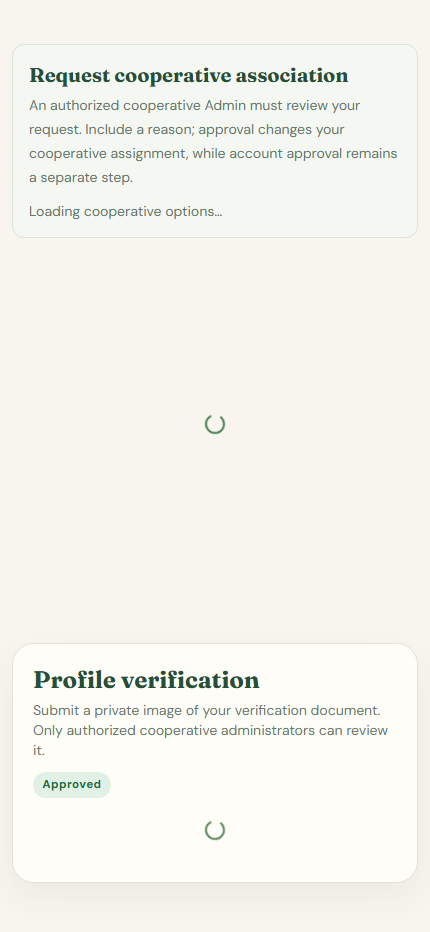 Request cooperative association
An authorized cooperative Admin must review your
request. Include a reason; approval changes your
cooperative assignment, while account approval remains
a separate step.
Loading cooperative options…
Profile verification
Submit a private image of your verification document.
Only authorized cooperative administrators can review
it.
Approved